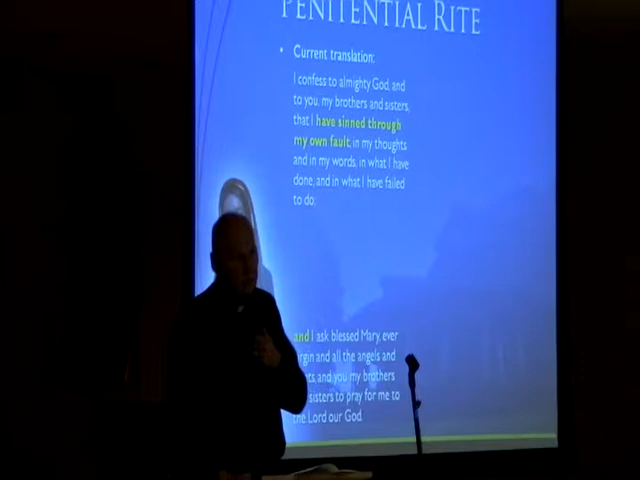 PENITENTIAL RITE
• Current translation:
I confess to almighty God, and
to you, my brothers and sisters,
that I have sinned through
my own fault, in my thoughts
and in my words, in what I have
done, and in what I have failed
to do;
and I ask blessed Mary, ever
irgin and all the angels and
ts, and you my brothers
sisters to pray for me to
the Lord our God.